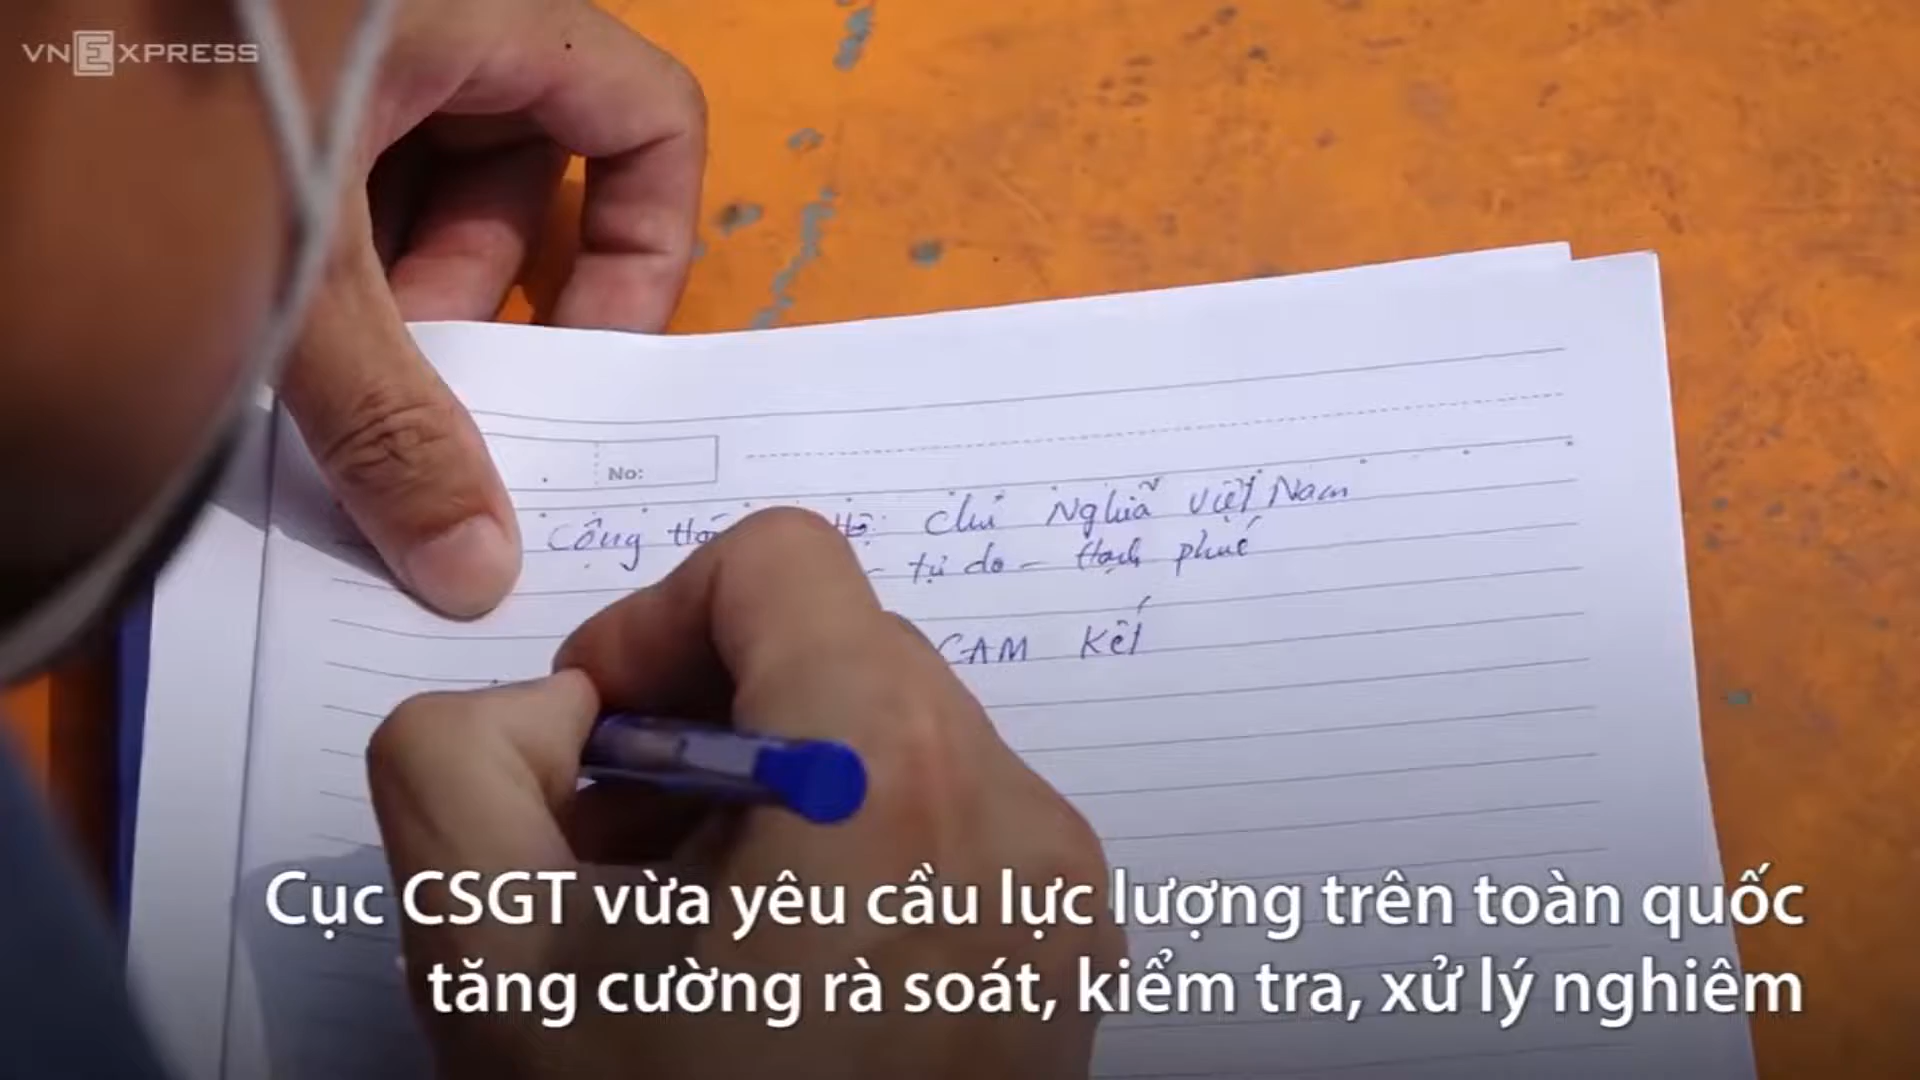 VNEXPRESS
No:
Cộng chủ Nghĩa Việt Nam
- tự do - Hạnh phúc
CAM Kết
Cục CSGT vừa yêu cầu lực lượng trên toàn quốc
tăng cường rà soát, kiểm tra, xử lý nghiêm